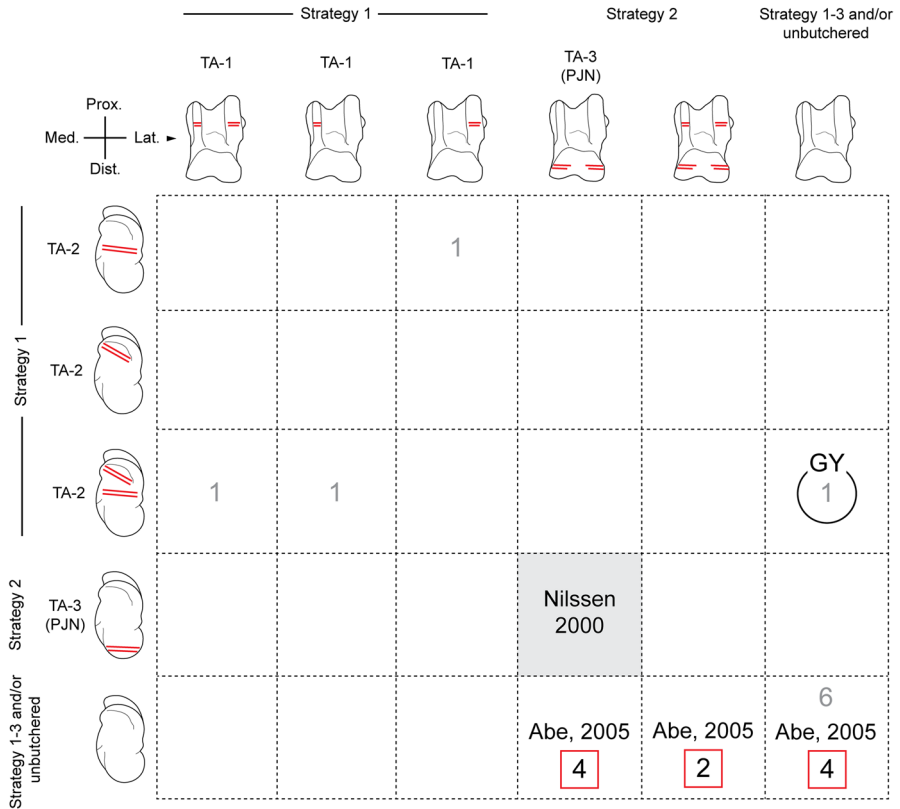 Strategy 1
Strategy 2
Strategy 1-3 and/or
unbutchered
TA-1
TA-1
TA-1
TA-3
(PJN)
Prox.
Med.
Lat.
Dist.
Strategy 1
TA-2
1
TA-2
TA-2
1
1
GY
1
Strategy 2
TA-3
(PJN)
Nilssen
2000
Strategy 1-3 and/or
unbutchered
6
Abe, 2005
Abe, 2005
Abe, 2005
4
2
4